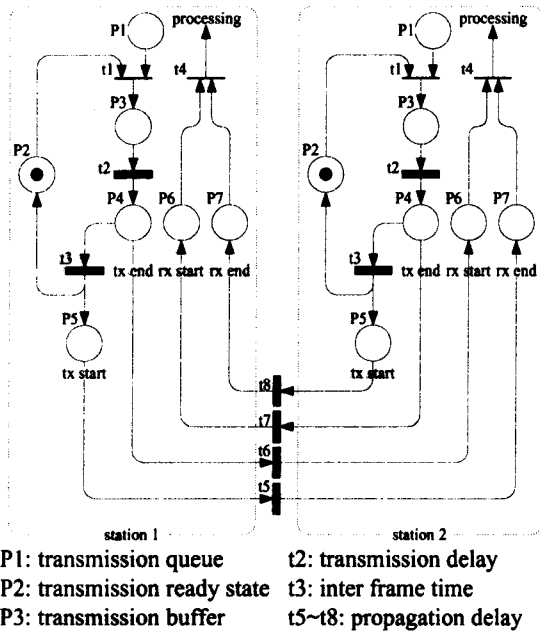 processing
P1
t1
t4
P3
P2
t2
P4
P6
P7
t3
tx end
rx start
rx end
P5
tx start
processing
P1
t1
t4
P3
P2
t2
P4
P6
P7
t3
tx end
rx start
rx end
P5
tx start
t8
t7
t6
t5
station 1
station 2
P1: transmission queue
t2: transmission delay
P2: transmission ready state
t3: inter frame time
P3: transmission buffer
t5~t8: propagation delay